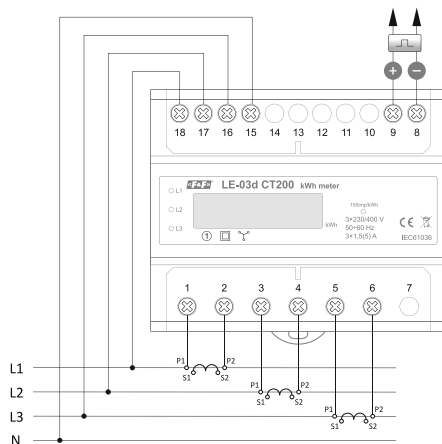 + −
18 17 16 15 14 13 12 11 10 9 8
F&F LE-03d CT200 kWh meter
L1
L2
L3
kWh
1
3×230/400 V
50÷60 Hz
3×1,5(5) A
CE
IEC61036
1 2 3 4 5 6 7
L1
P1 P2
S1 S2
L2
P1 P2
S1 S2
L3
P1 P2
S1 S2
N